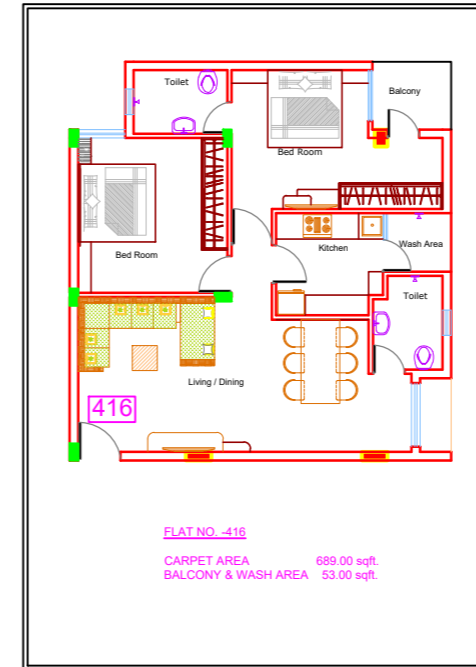 Toilet
Balcony
Bed Room
Bed Room
Kitchen
Wash Area
Toilet
Living / Dining
416
FLAT NO. -416
CARPET AREA 689.00 sqft.
BALCONY & WASH AREA 53.00 sqft.